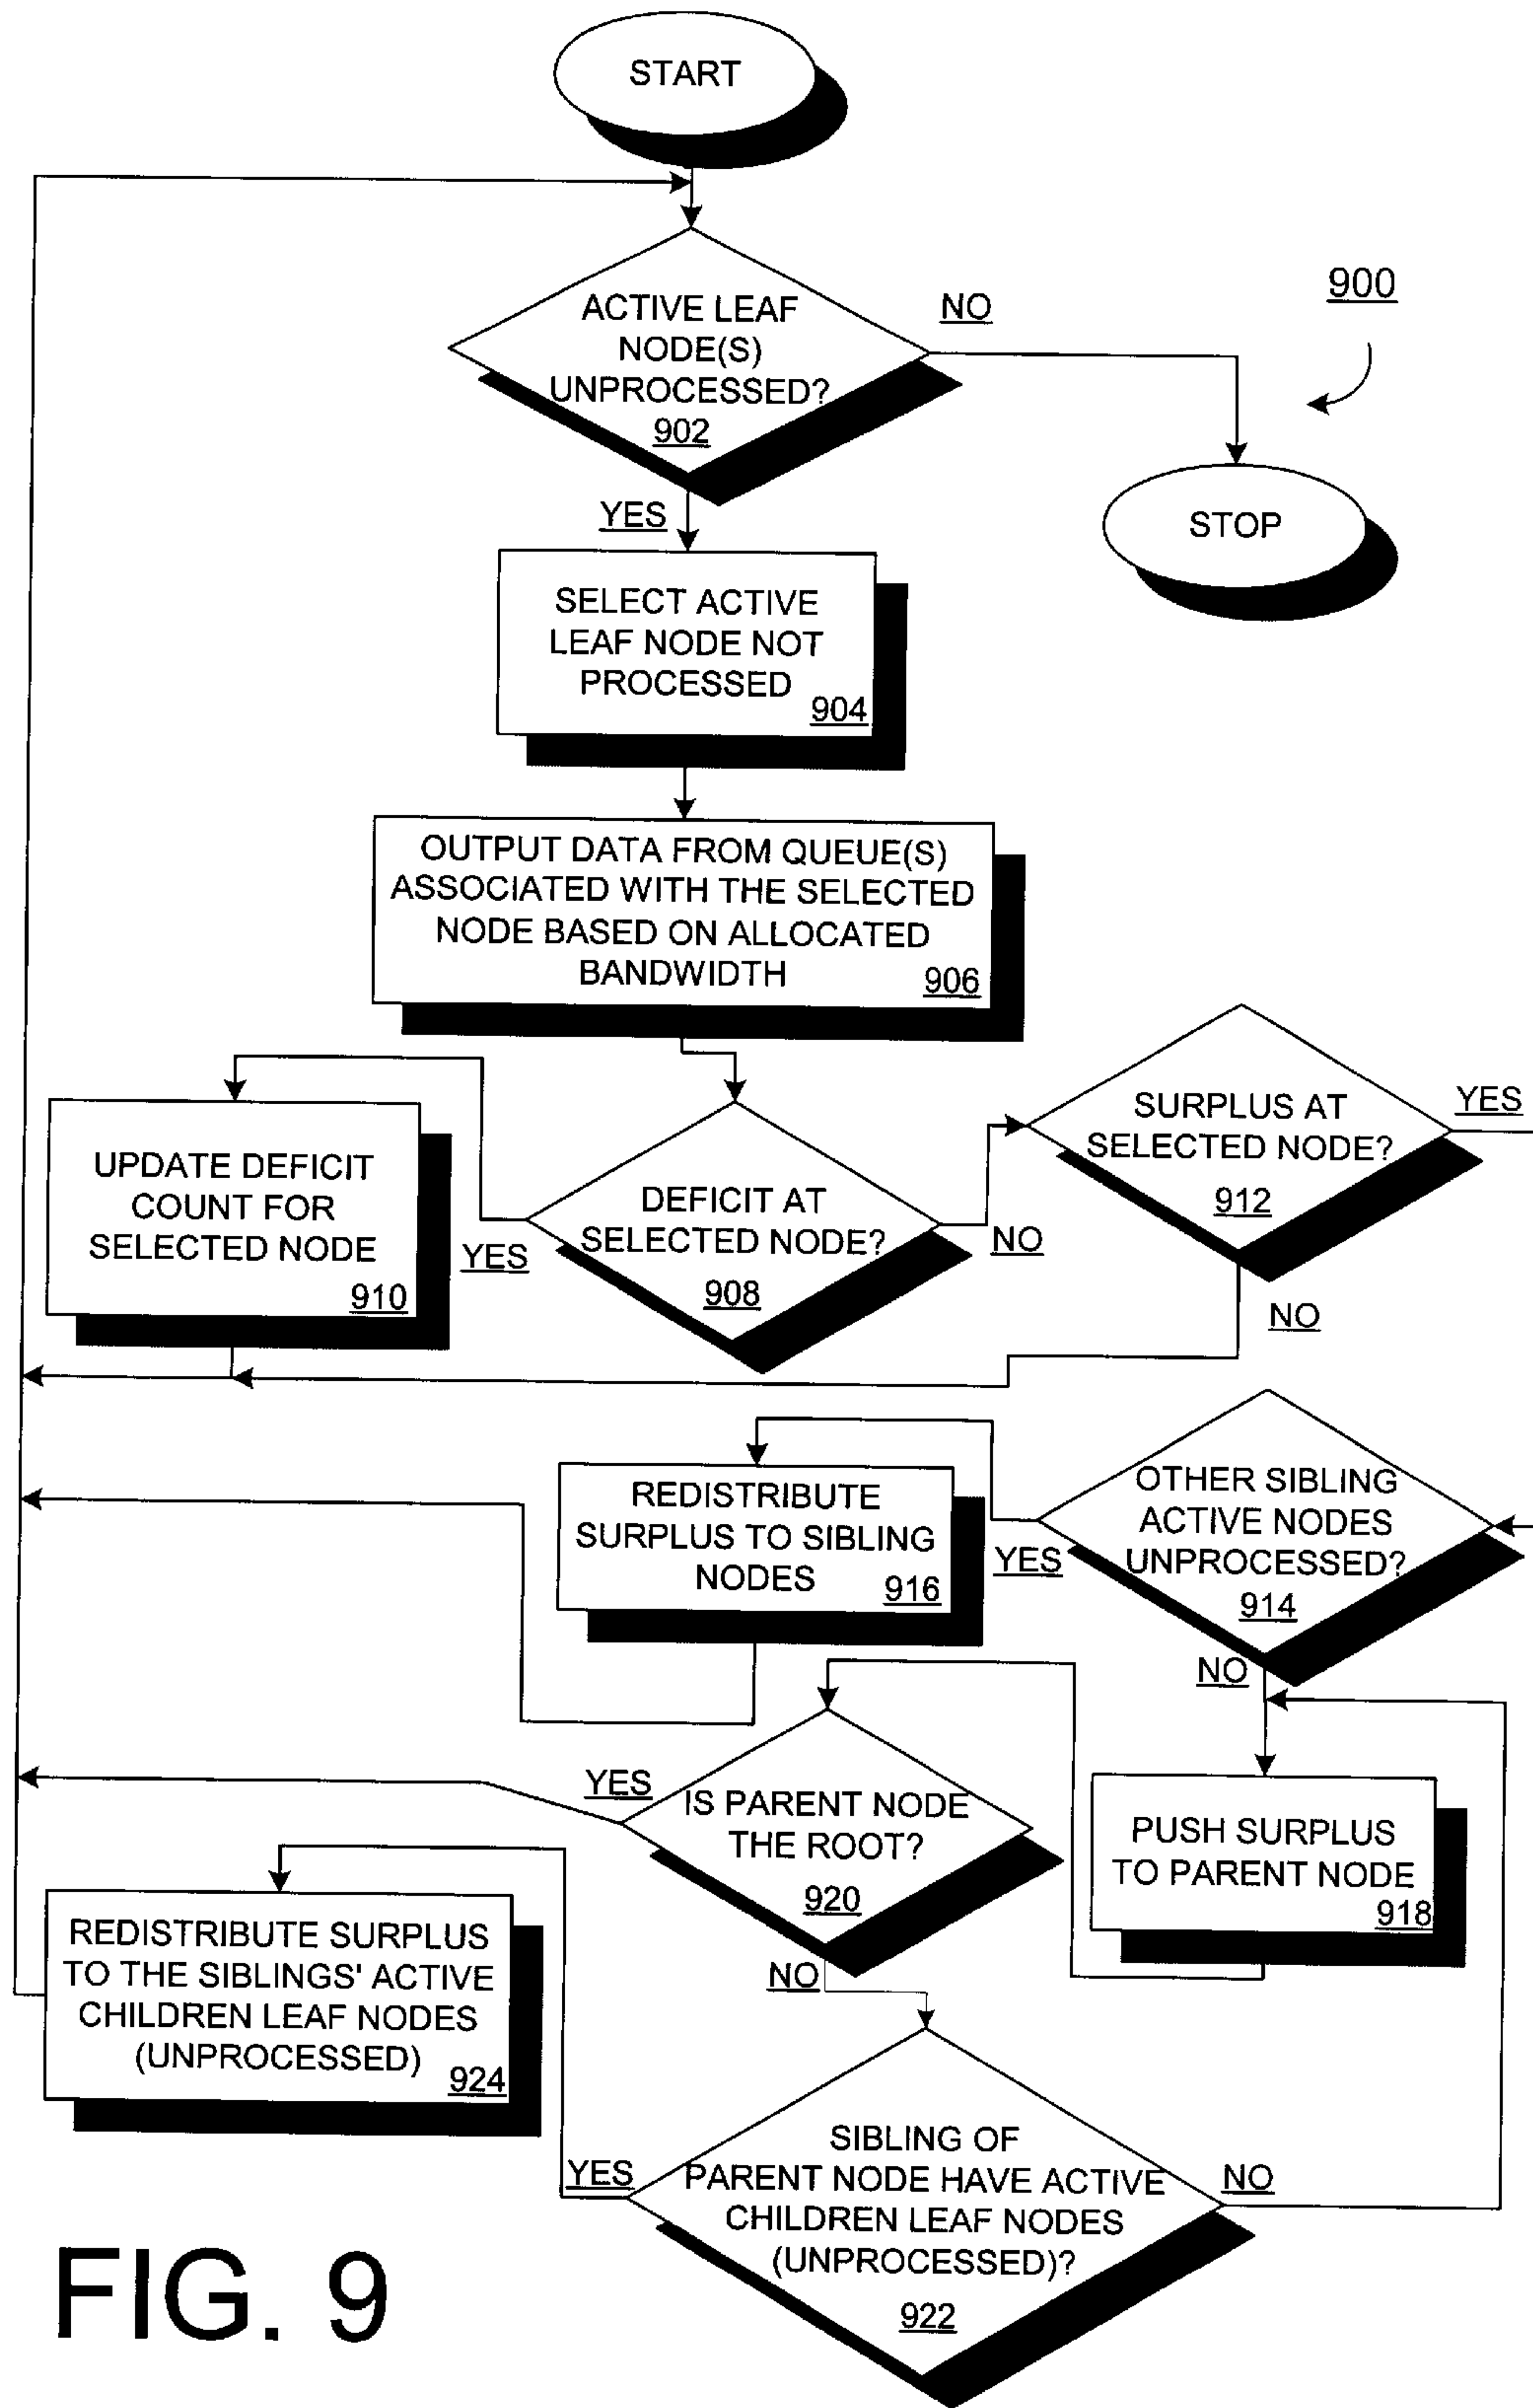 START
ACTIVE LEAF
NODE(S)
UNPROCESSED?
902
NO
900
STOP
YES
SELECT ACTIVE
LEAF NODE NOT
PROCESSED
904
OUTPUT DATA FROM QUEUE(S)
ASSOCIATED WITH THE SELECTED
NODE BASED ON ALLOCATED
BANDWIDTH
906
UPDATE DEFICIT
COUNT FOR
SELECTED NODE
910
YES
DEFICIT AT
SELECTED NODE?
908
NO
SURPLUS AT
SELECTED NODE?
912
YES
NO
REDISTRIBUTE
SURPLUS TO SIBLING
NODES
916
YES
OTHER SIBLING
ACTIVE NODES
UNPROCESSED?
914
NO
YES
IS PARENT NODE
THE ROOT?
920
NO
PUSH SURPLUS
TO PARENT NODE
918
REDISTRIBUTE SURPLUS
TO THE SIBLINGS' ACTIVE
CHILDREN LEAF NODES
(UNPROCESSED)
924
YES
SIBLING OF
PARENT NODE HAVE ACTIVE
CHILDREN LEAF NODES
(UNPROCESSED)?
922
NO
FIG. 9